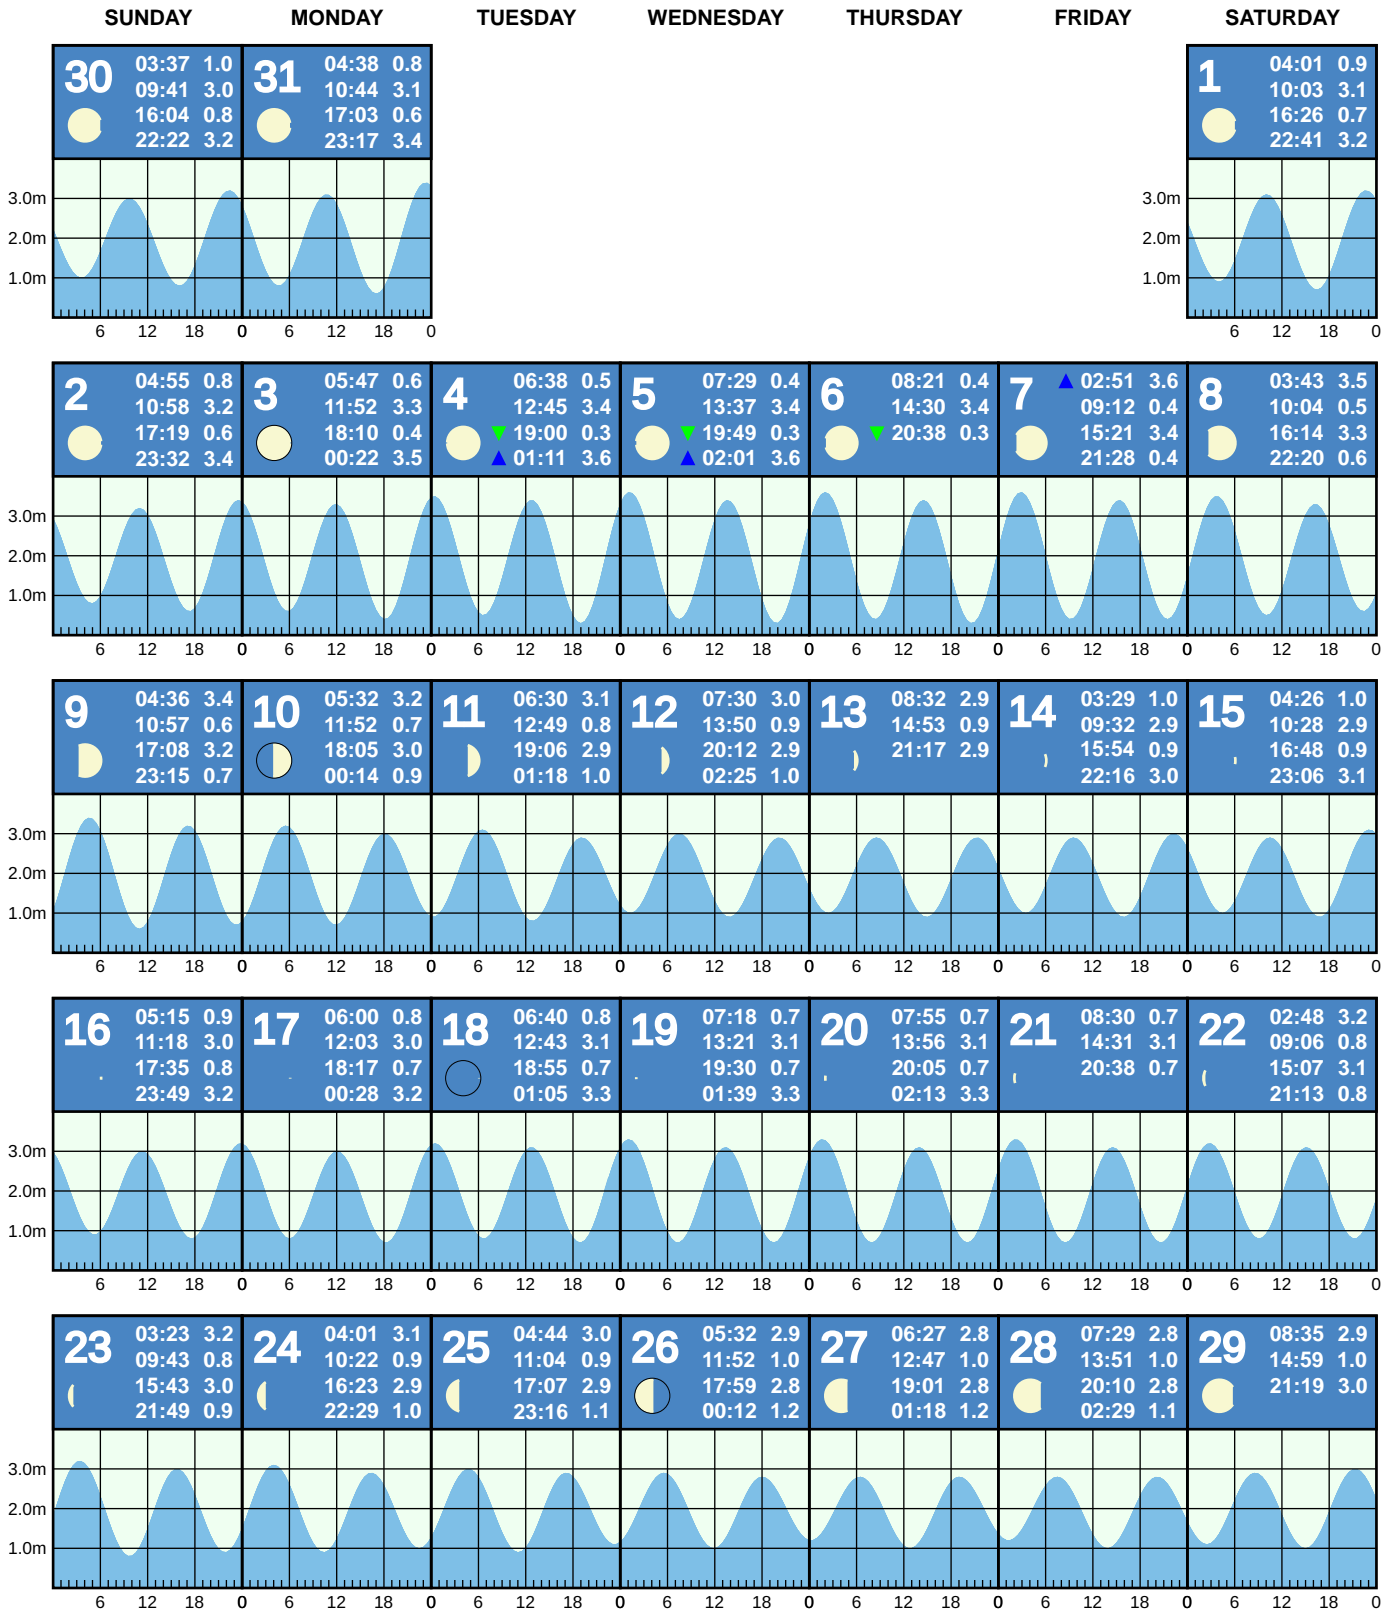 SUNDAY MONDAY TUESDAY WEDNESDAY THURSDAY FRIDAY SATURDAY
30 03:37 1.0
09:41 3.0
16:04 0.8
22:22 3.2
31 04:38 0.8
10:44 3.1
17:03 0.6
23:17 3.4
1 04:01 0.9
10:03 3.1
16:26 0.7
22:41 3.2
3.0m 3.0m
2.0m 2.0m
1.0m 1.0m
6 12 18 0 6 12 18 0 6 12 18 0
2 04:55 0.8
10:58 3.2
17:19 0.6
23:32 3.4
3 05:47 0.6
11:52 3.3
18:10 0.4
00:22 3.5
4 06:38 0.5
12:45 3.4
▼ 19:00 0.3
▲ 01:11 3.6
5 07:29 0.4
13:37 3.4
▼ 19:49 0.3
▲ 02:01 3.6
6 08:21 0.4
14:30 3.4
▼ 20:38 0.3
7 ▲ 02:51 3.6
09:12 0.4
15:21 3.4
21:28 0.4
8 03:43 3.5
10:04 0.5
16:14 3.3
22:20 0.6
3.0m
2.0m
1.0m
6 12 18 0 6 12 18 0 6 12 18 0 6 12 18 0 6 12 18 0 6 12 18 0 6 12 18 0
9 04:36 3.4
10:57 0.6
17:08 3.2
23:15 0.7
10 05:32 3.2
11:52 0.7
18:05 3.0
00:14 0.9
11 06:30 3.1
12:49 0.8
19:06 2.9
01:18 1.0
12 07:30 3.0
13:50 0.9
20:12 2.9
02:25 1.0
13 08:32 2.9
14:53 0.9
21:17 2.9
14 03:29 1.0
09:32 2.9
15:54 0.9
22:16 3.0
15 04:26 1.0
10:28 2.9
16:48 0.9
23:06 3.1
3.0m
2.0m
1.0m
6 12 18 0 6 12 18 0 6 12 18 0 6 12 18 0 6 12 18 0 6 12 18 0 6 12 18 0
16 05:15 0.9
11:18 3.0
17:35 0.8
23:49 3.2
17 06:00 0.8
12:03 3.0
18:17 0.7
00:28 3.2
18 06:40 0.8
12:43 3.1
18:55 0.7
01:05 3.3
19 07:18 0.7
13:21 3.1
19:30 0.7
01:39 3.3
20 07:55 0.7
13:56 3.1
20:05 0.7
02:13 3.3
21 08:30 0.7
14:31 3.1
20:38 0.7
22 02:48 3.2
09:06 0.8
15:07 3.1
21:13 0.8
3.0m
2.0m
1.0m
6 12 18 0 6 12 18 0 6 12 18 0 6 12 18 0 6 12 18 0 6 12 18 0 6 12 18 0
23 03:23 3.2
09:43 0.8
15:43 3.0
21:49 0.9
24 04:01 3.1
10:22 0.9
16:23 2.9
22:29 1.0
25 04:44 3.0
11:04 0.9
17:07 2.9
23:16 1.1
26 05:32 2.9
11:52 1.0
17:59 2.8
00:12 1.2
27 06:27 2.8
12:47 1.0
19:01 2.8
01:18 1.2
28 07:29 2.8
13:51 1.0
20:10 2.8
02:29 1.1
29 08:35 2.9
14:59 1.0
21:19 3.0
3.0m
2.0m
1.0m
6 12 18 0 6 12 18 0 6 12 18 0 6 12 18 0 6 12 18 0 6 12 18 0 6 12 18 0